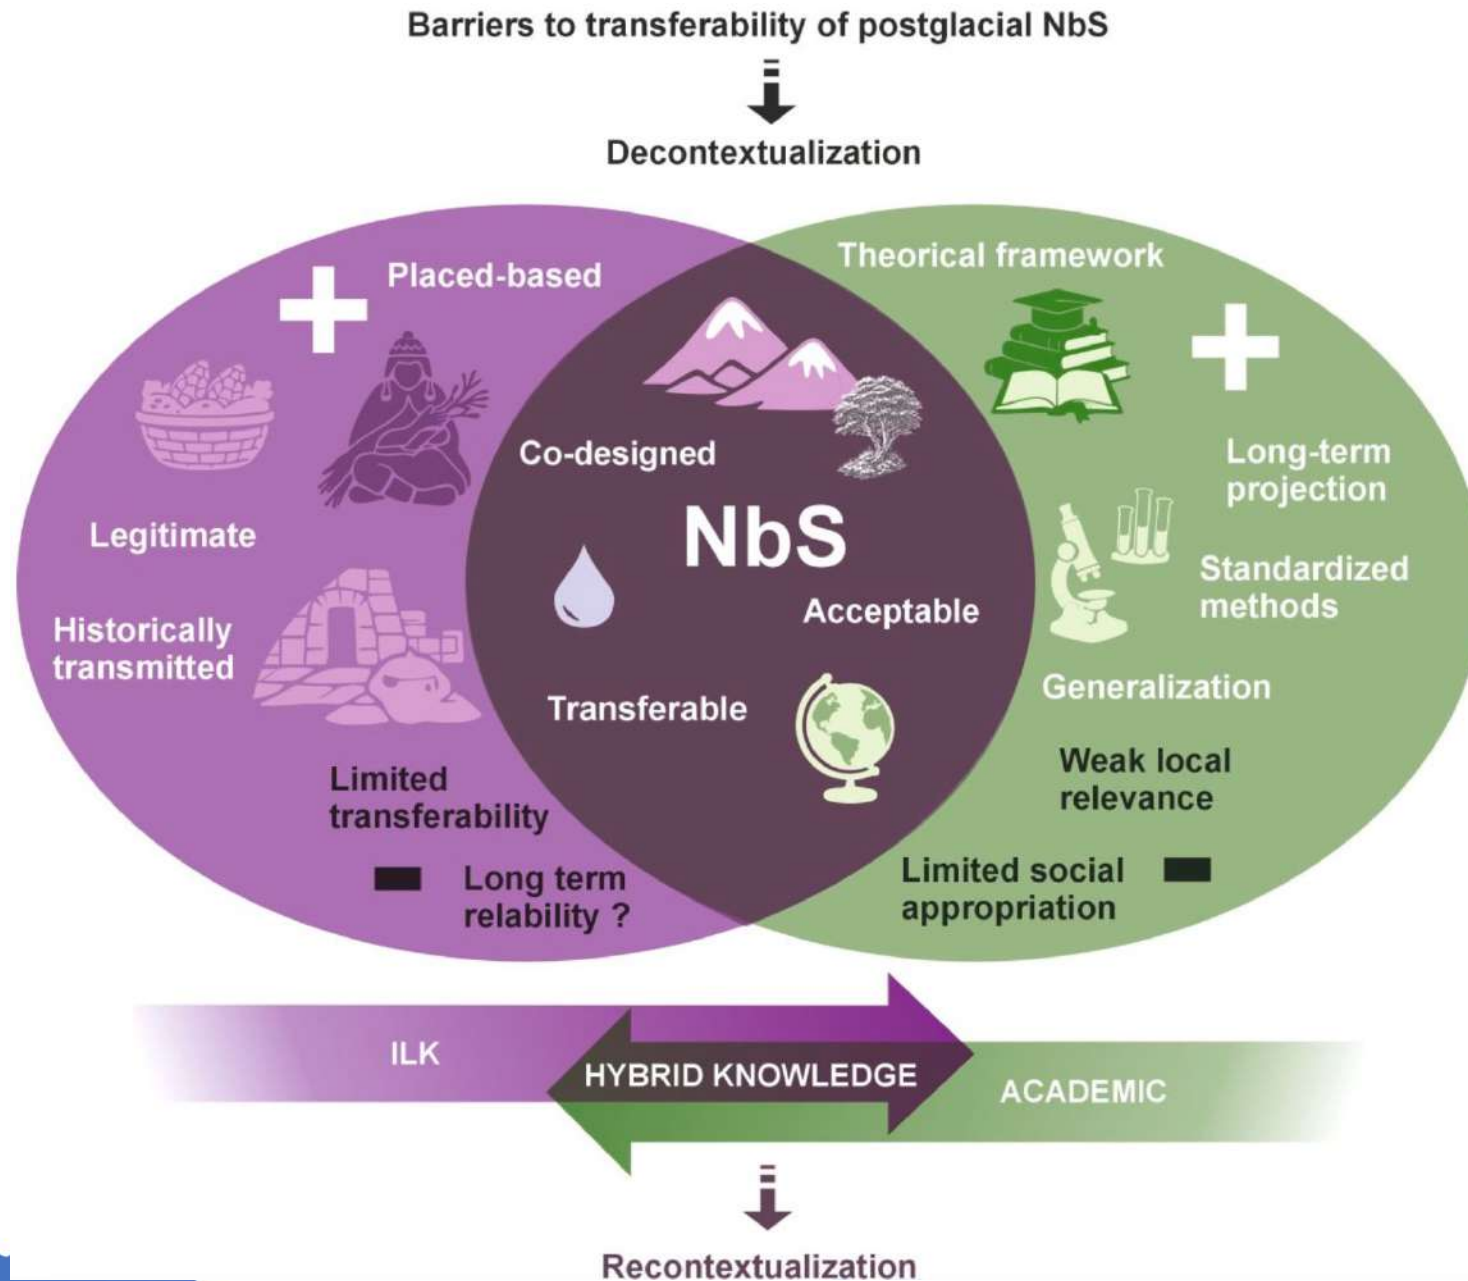 Barriers to transferability of postglacial NbS
Decontextualization
Placed-based
Legitimate
Historically
transmitted
Limited
transferability
Long term
relability ?
Co-designed
NbS
Acceptable
Transferable
Theorical framework
Long-term
projection
Standardized
methods
Generalization
Weak local
relevance
Limited social
appropriation
ILK
HYBRID KNOWLEDGE
ACADEMIC
Recontextualization